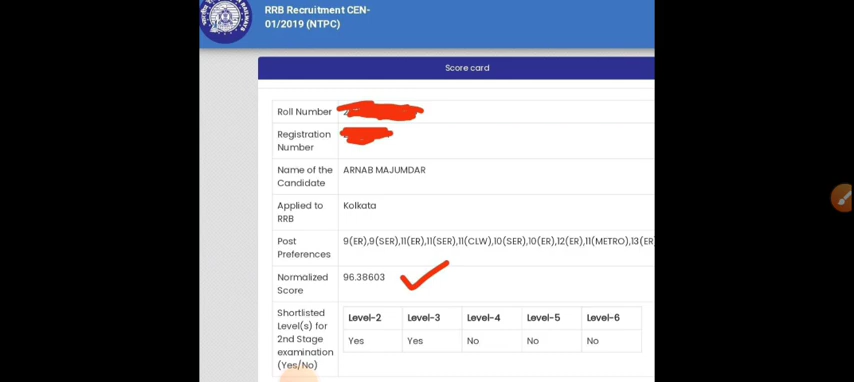 RRB Recruitment CEN-
01/2019 (NTPC)
Score card
Roll Number
Registration
Number
Name of the ARNAB MAJUMDAR
Candidate
Applied to Kolkata
RRB
Post 9(ER),9(SER),11(ER),11(SER),11(CLW),10(SER),10(ER),12(ER),11(METRO),13(ER)
Preferences
Normalized 96.38603
Score
Shortlisted Level-2 Level-3 Level-4 Level-5 Level-6
Level(s) for
2nd Stage Yes Yes No No No
examination
(Yes/No)